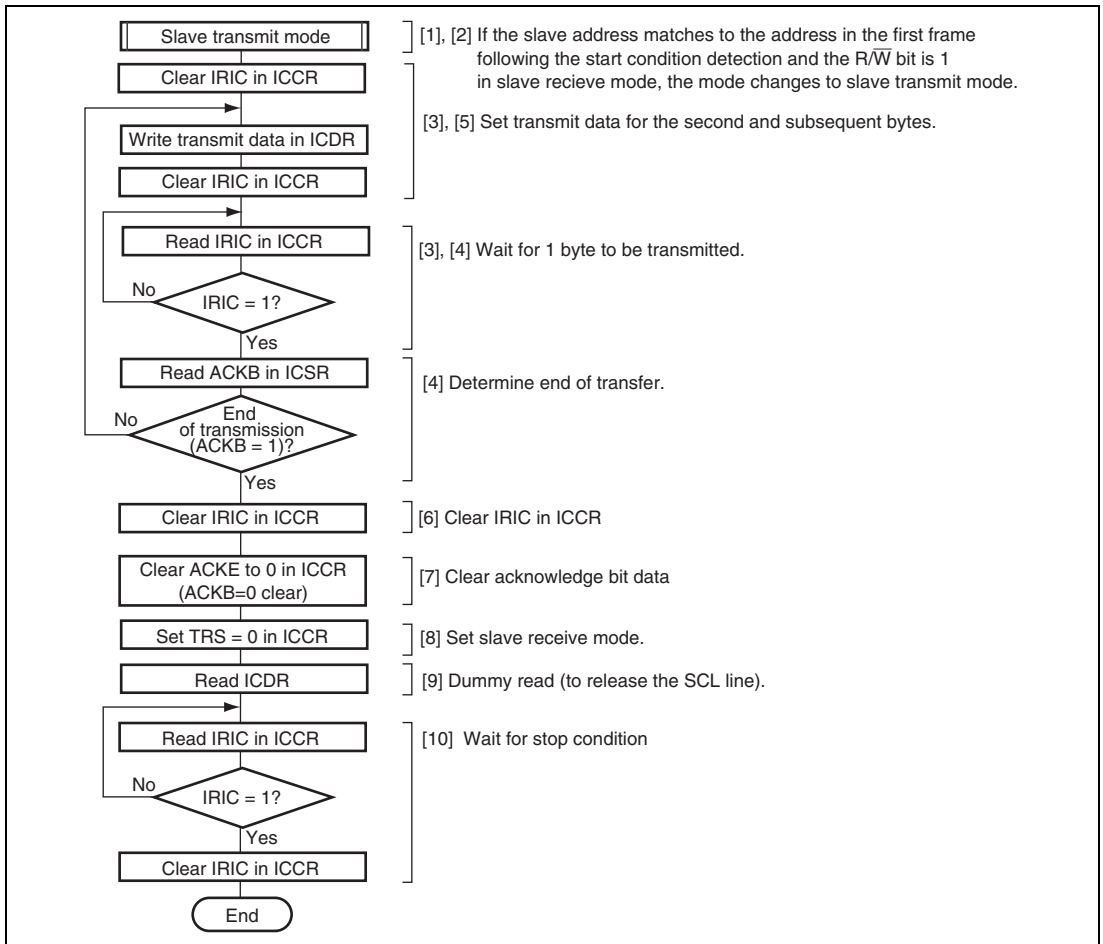 Slave transmit mode
[1], [2] If the slave address matches to the address in the first frame
following the start condition detection and the R/W̅ bit is 1
in slave recieve mode, the mode changes to slave transmit mode.
Clear IRIC in ICCR
[3], [5] Set transmit data for the second and subsequent bytes.
Write transmit data in ICDR
Clear IRIC in ICCR
Read IRIC in ICCR
[3], [4] Wait for 1 byte to be transmitted.
No
IRIC = 1?
Yes
Read ACKB in ICSR
[4] Determine end of transfer.
No
End
of transmission
(ACKB = 1)?
Yes
Clear IRIC in ICCR
[6] Clear IRIC in ICCR
Clear ACKE to 0 in ICCR
(ACKB=0 clear)
[7] Clear acknowledge bit data
Set TRS = 0 in ICCR
[8] Set slave receive mode.
Read ICDR
[9] Dummy read (to release the SCL line).
Read IRIC in ICCR
[10] Wait for stop condition
No
IRIC = 1?
Yes
Clear IRIC in ICCR
End